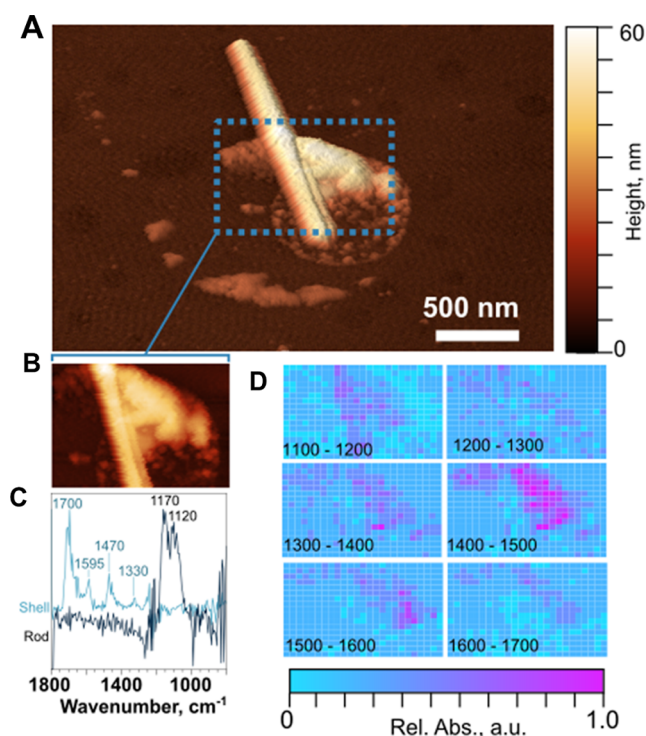 A
60
Height, nm
0
500 nm
B
D
1100 - 1200
1200 - 1300
C
1170
1700
1120
1470
1595
1330
1300 - 1400
1400 - 1500
Shell
Rod
1500 - 1600
1600 - 1700
1800 1400 1000
Wavenumber, cm⁻¹
0 1.0
Rel. Abs., a.u.